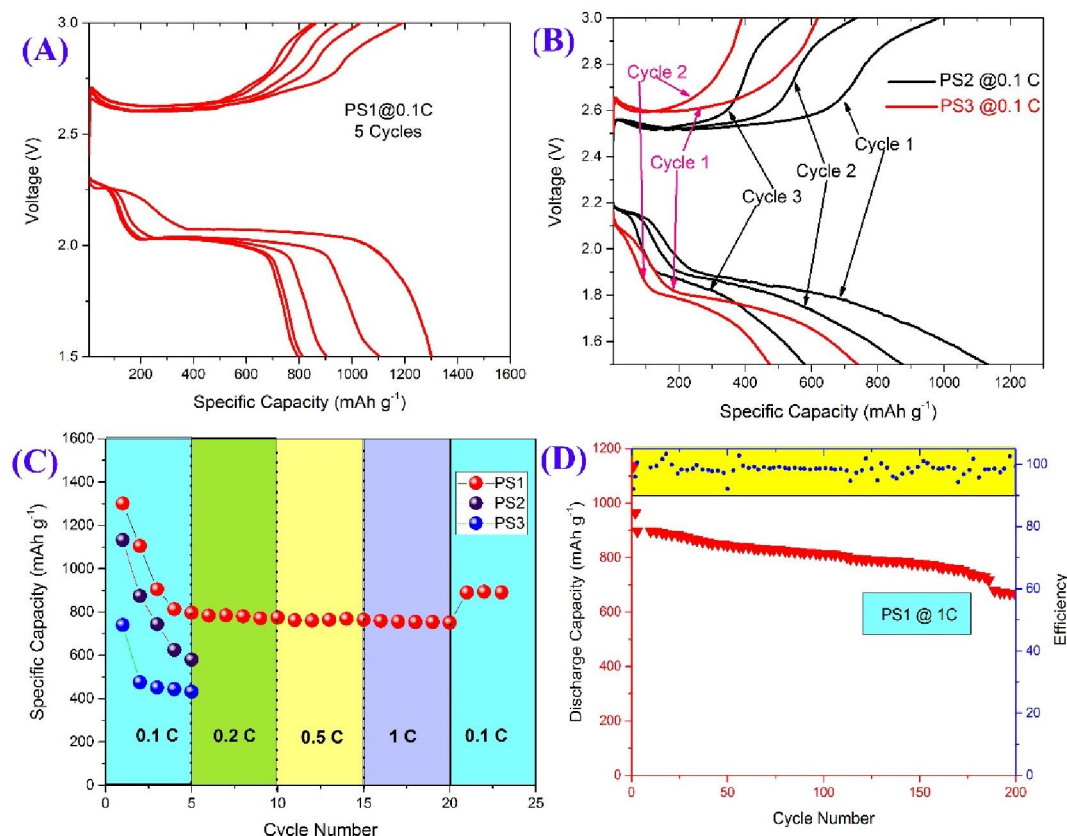 (A)
3.0
2.5
2.0
1.5
Voltage (V)
PS1@0.1C
5 Cycles
0 200 400 600 800 1000 1200 1400 1600
Specific Capacity (mAh g⁻¹)
(B)
3.0
2.8
2.6
2.4
2.2
2.0
1.8
1.6
Voltage (V)
PS2 @0.1 C
PS3 @0.1 C
Cycle 2
Cycle 1
Cycle 1
Cycle 2
Cycle 3
200 400 600 800 1000 1200
Specific Capacity (mAh g⁻¹)
(C)
1600
1400
1200
1000
800
600
400
200
0
Specific Capacity (mAh g⁻¹)
PS1
PS2
PS3
0.1 C 0.2 C 0.5 C 1 C 0.1 C
0 5 10 15 20 25
Cycle Number
(D)
1200
1000
800
600
400
200
0
Discharge Capacity (mAh g⁻¹)
PS1 @ 1C
100
80
60
40
20
0
Efficiency
0 50 100 150 200
Cycle Number